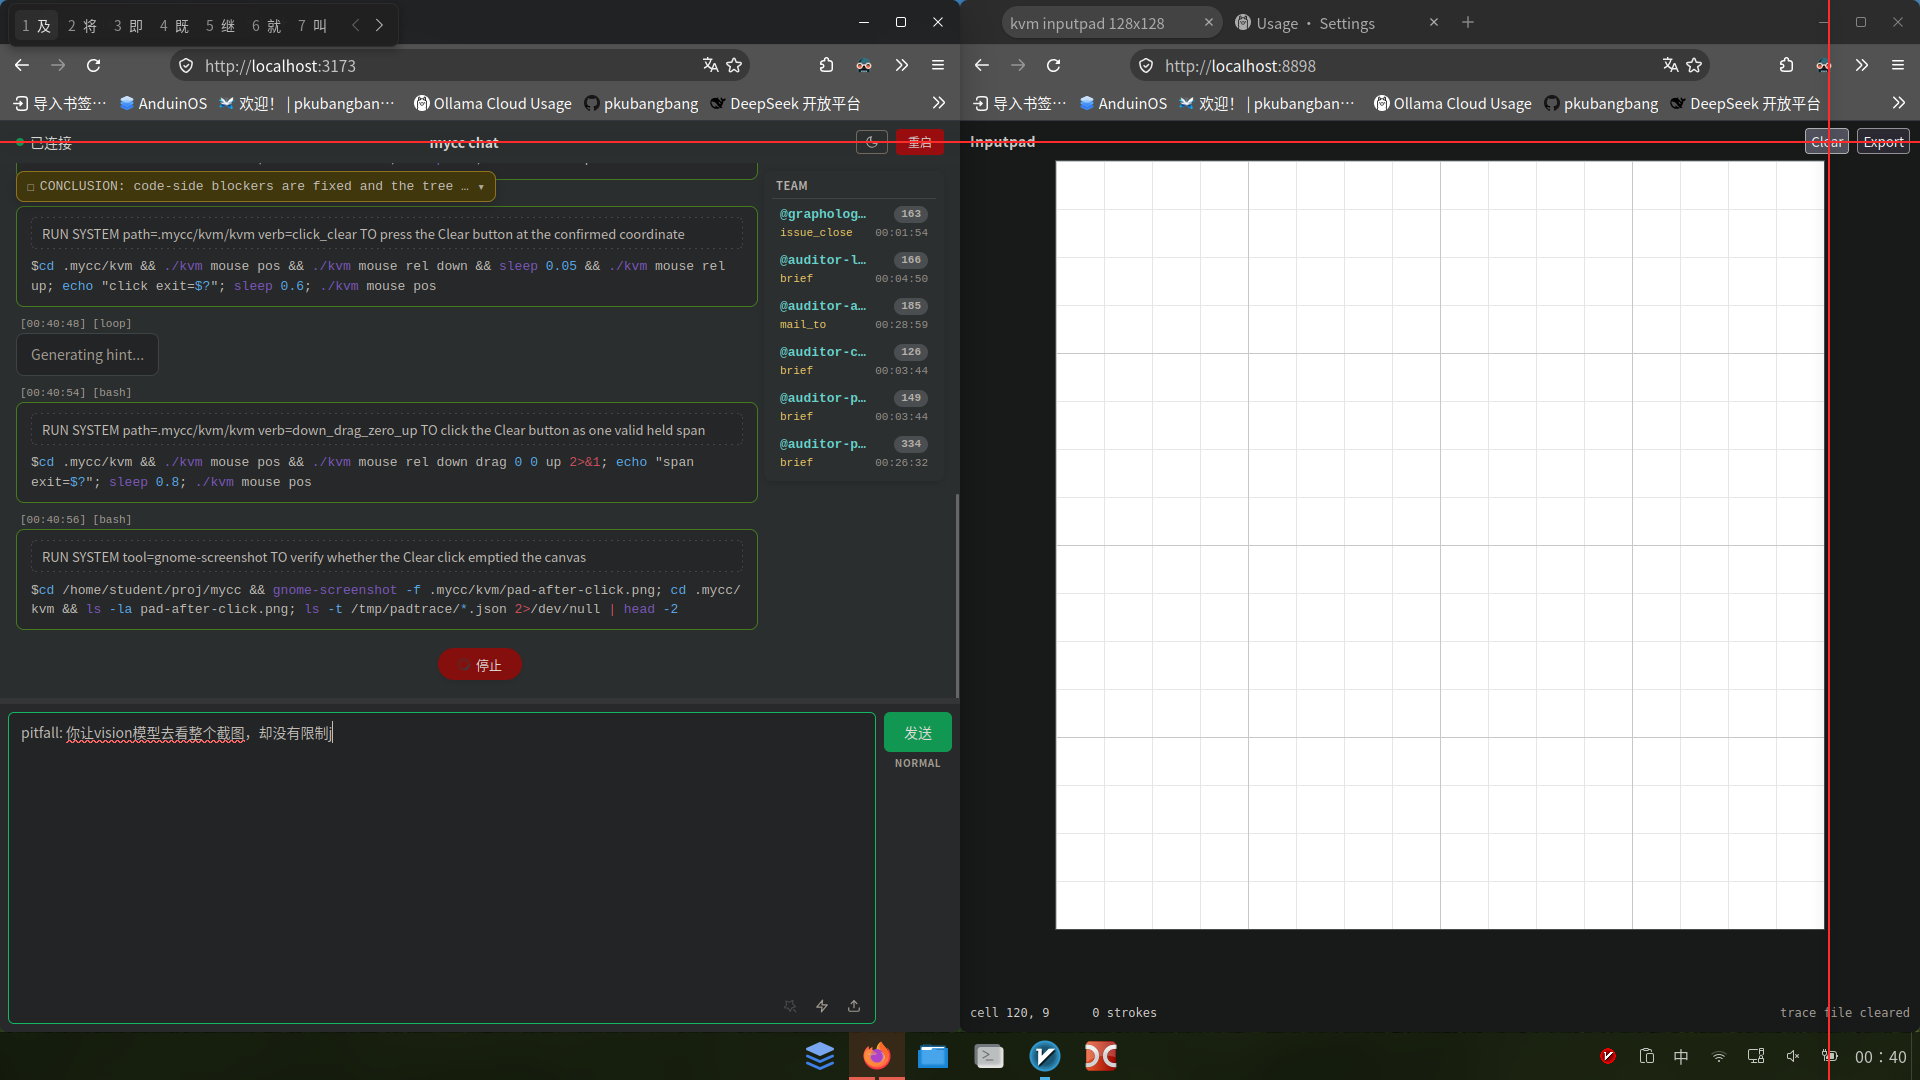 1 及 2 将 3 即 4 既 5 继 6 就 7 叫
http://localhost:3173
导入书签… AnduinOS 欢迎！ | pkubangban… Ollama Cloud Usage pkubangbang DeepSeek 开放平台
已连接 mycc chat 重启
CONCLUSION: code-side blockers are fixed and the tree …
RUN SYSTEM path=.mycc/kvm/kvm verb=click_clear TO press the Clear button at the confirmed coordinate
$cd .mycc/kvm && ./kvm mouse pos && ./kvm mouse rel down && sleep 0.05 && ./kvm mouse rel
up; echo "click exit=$?"; sleep 0.6; ./kvm mouse pos
[00:40:48] [loop]
Generating hint...
[00:40:54] [bash]
RUN SYSTEM path=.mycc/kvm/kvm verb=down_drag_zero_up TO click the Clear button as one valid held span
$cd .mycc/kvm && ./kvm mouse pos && ./kvm mouse rel down drag 0 0 up 2>&1; echo "span
exit=$?"; sleep 0.8; ./kvm mouse pos
[00:40:56] [bash]
RUN SYSTEM tool=gnome-screenshot TO verify whether the Clear click emptied the canvas
$cd /home/student/proj/mycc && gnome-screenshot -f .mycc/kvm/pad-after-click.png; cd .mycc/
kvm && ls -la pad-after-click.png; ls -t /tmp/padtrace/*.json 2>/dev/null | head -2
停止
TEAM
@grapholog… 163
issue_close 00:01:54
@auditor-l… 166
brief 00:04:50
@auditor-a… 185
mail_to 00:28:59
@auditor-c… 126
brief 00:03:44
@auditor-p… 149
brief 00:03:44
@auditor-p… 334
brief 00:26:32
pitfall: 你让vision模型去看整个截图，却没有限制j
发送
NORMAL
kvm inputpad 128x128 Usage · Settings
http://localhost:8898
导入书签… AnduinOS 欢迎！ | pkubangban… Ollama Cloud Usage pkubangbang DeepSeek 开放平台
Inputpad Clear Export
cell 120, 9 0 strokes trace file cleared
中 00：40